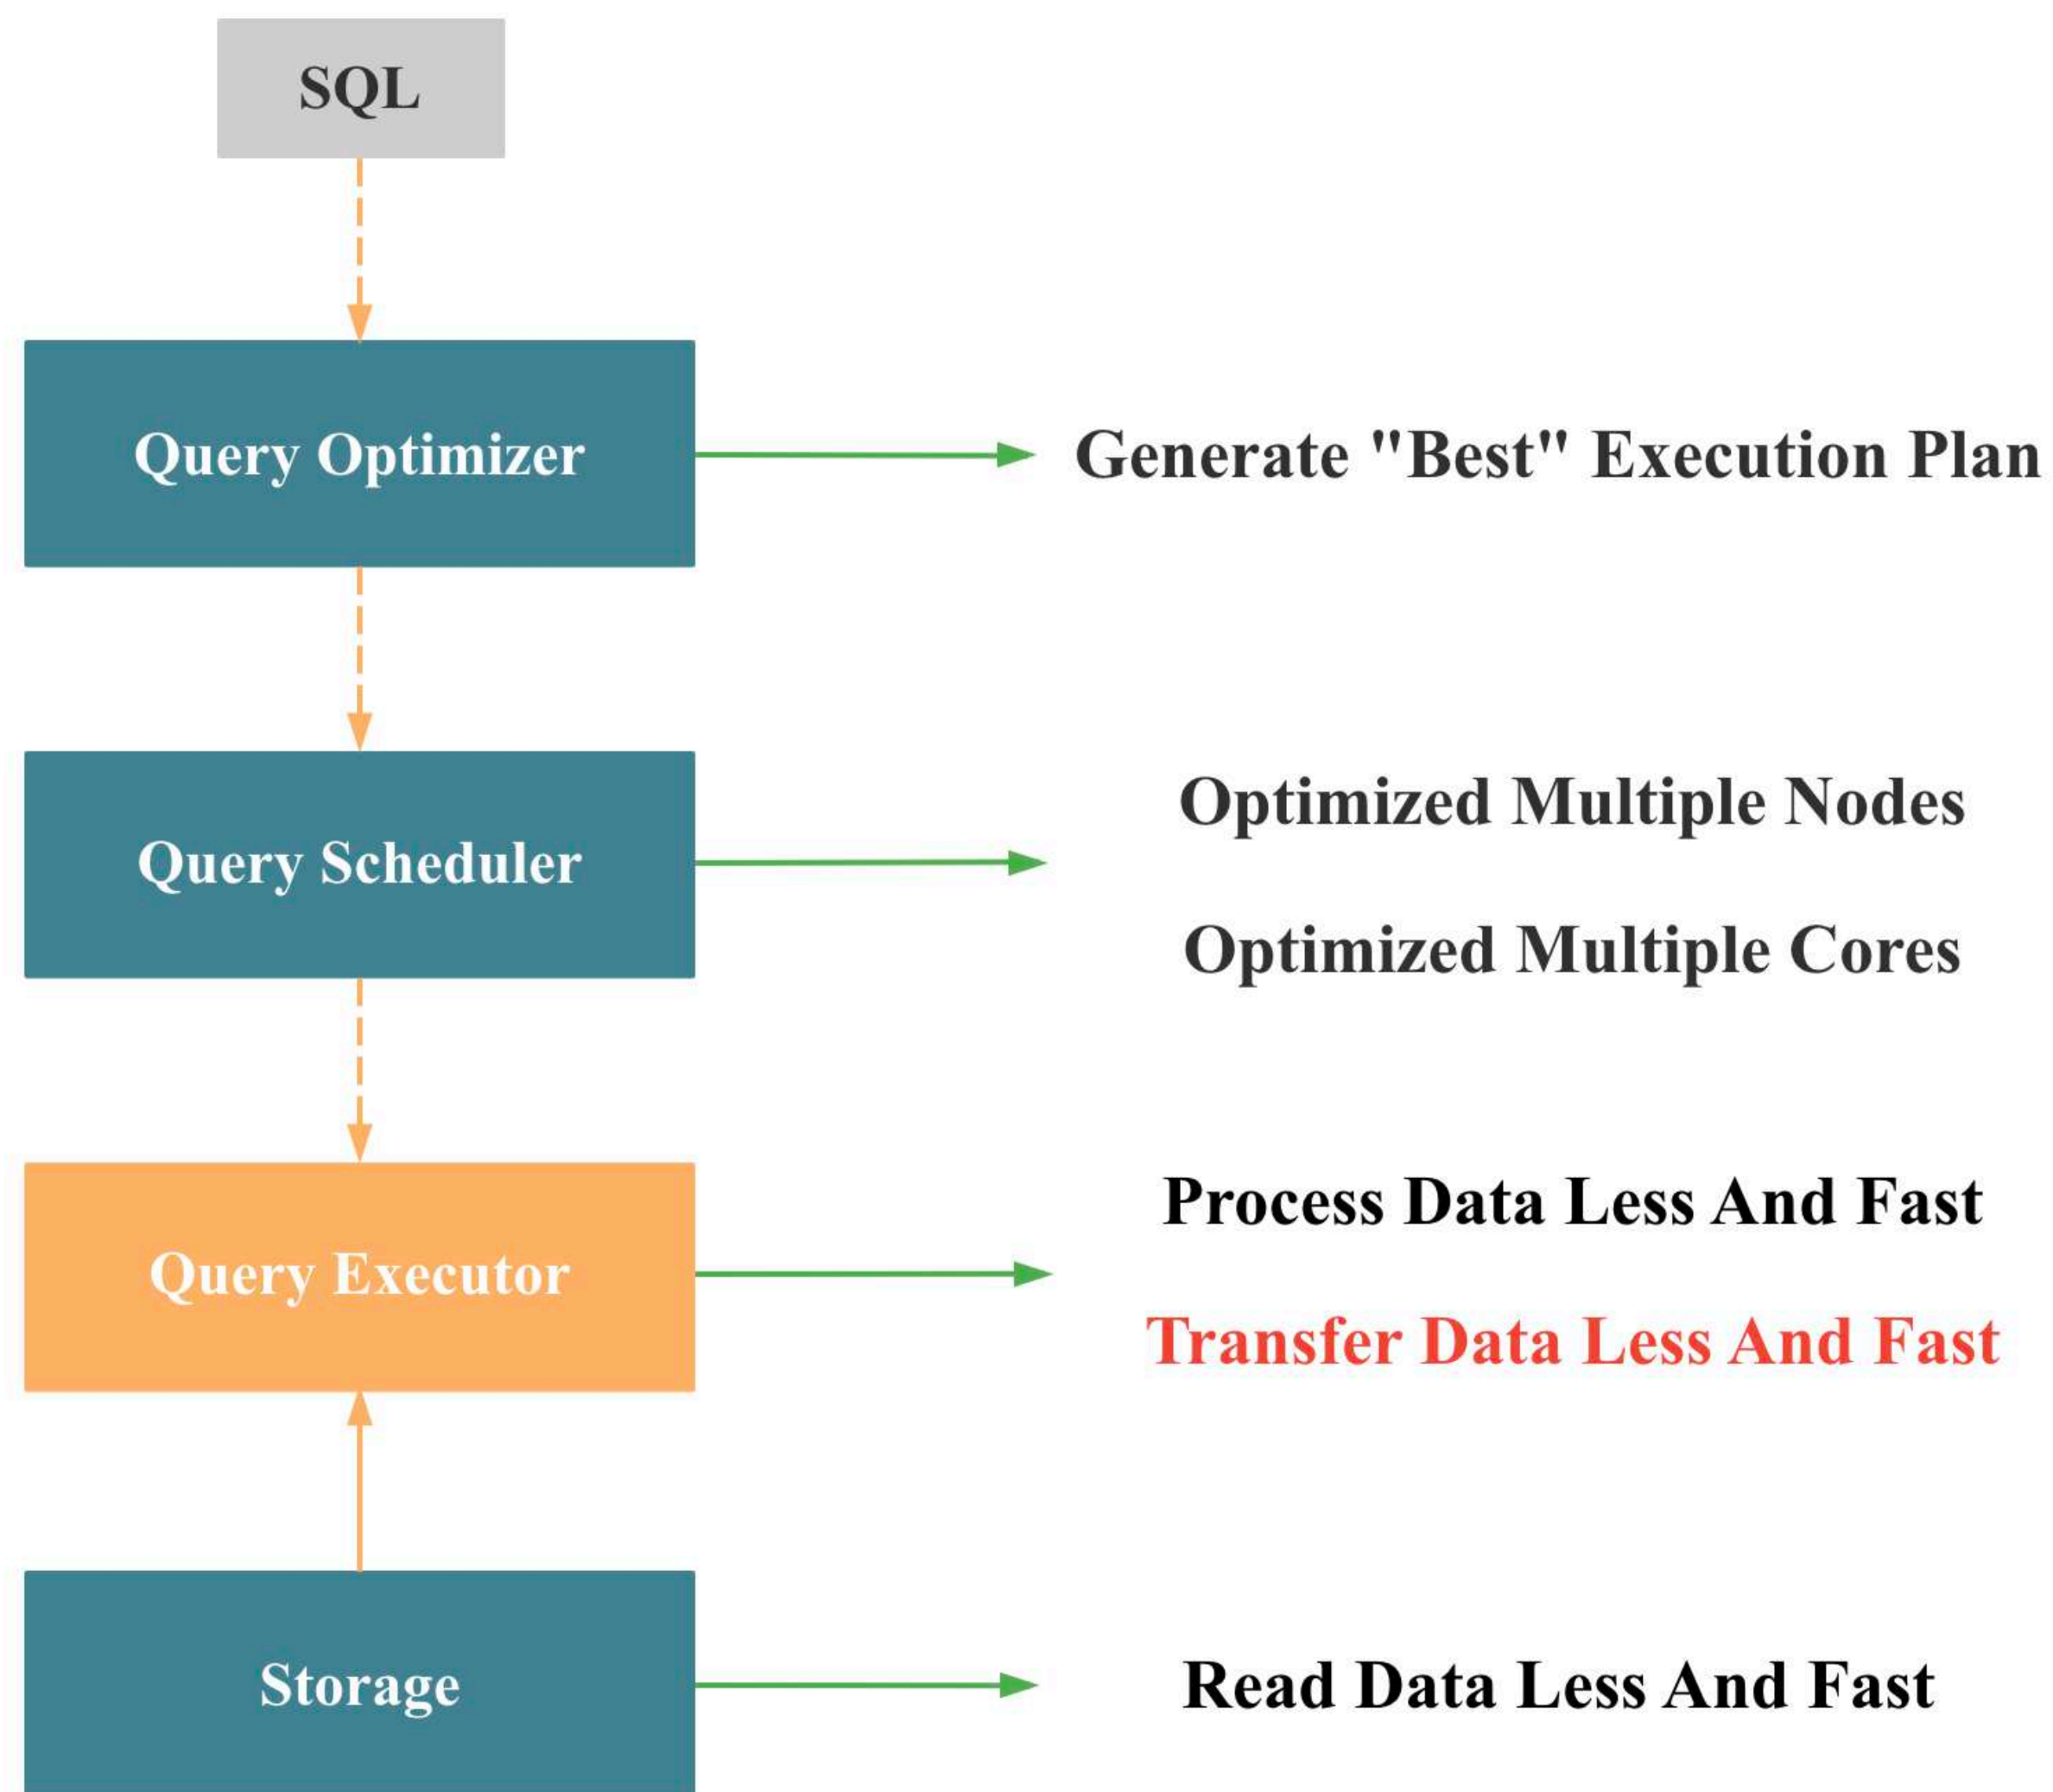 SQL
Query Optimizer
Generate "Best" Execution Plan
Query Scheduler
Optimized Multiple Nodes
Optimized Multiple Cores
Query Executor
Process Data Less And Fast
Transfer Data Less And Fast
Storage
Read Data Less And Fast